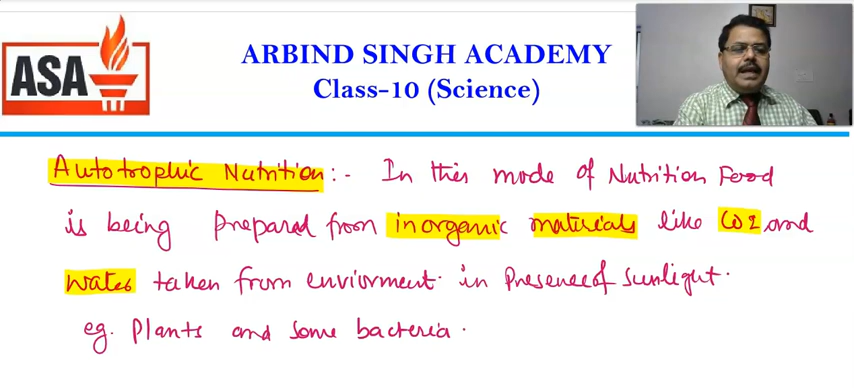 ASA
ARBIND SINGH ACADEMY
Class-10 (Science)
Autotrophic Nutrition:- In this mode of Nutrition Food
is being prepared from inorganic materials like CO2 and
water taken from enviorment in presence of sunlight.
eg. Plants and some bacteria.